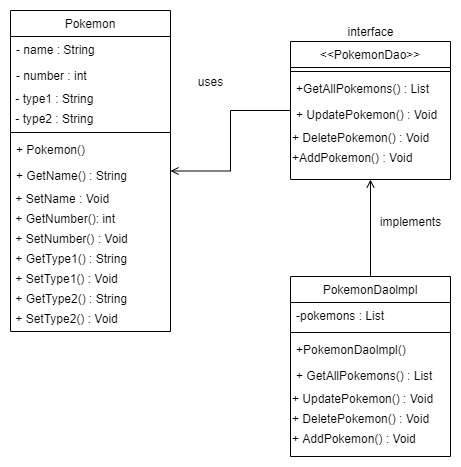 Pokemon
- name : String
- number : int
- type1 : String
- type2 : String
+ Pokemon()
+ GetName() : String
+ SetName : Void
+ GetNumber(): int
+ SetNumber() : Void
+ GetType1() : String
+ SetType1() : Void
+ GetType2() : String
+ SetType2() : Void
uses
interface
<<PokemonDao>>
+GetAllPokemons() : List
+ UpdatePokemon() : Void
+ DeletePokemon() : Void
+AddPokemon() : Void
implements
PokemonDaoImpl
-pokemons : List
+PokemonDaoImpl()
+ GetAllPokemons() : List
+ UpdatePokemon() : Void
+ DeletePokemon() : Void
+ AddPokemon() : Void